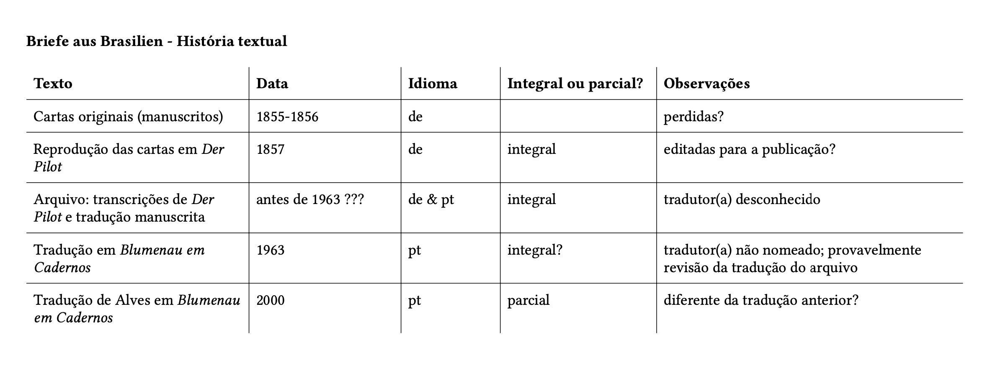 Briefe aus Brasilien - História textual
Texto Data Idioma Integral ou parcial? Observações
Cartas originais (manuscritos) 1855-1856 de perdidas?
Reprodução das cartas em Der 1857 de integral editadas para a publicação?
Pilot
Arquivo: transcrições de Der antes de 1963 ??? de & pt integral tradutor(a) desconhecido
Pilot e tradução manuscrita
Tradução em Blumenau em 1963 pt integral? tradutor(a) não nomeado; provavelmente
Cadernos revisão da tradução do arquivo
Tradução de Alves em Blumenau 2000 pt parcial diferente da tradução anterior?
em Cadernos